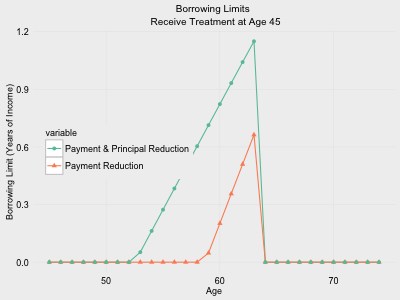 Borrowing Limits
Receive Treatment at Age 45
Borrowing Limit (Years of Income)
1.2
0.9
0.6
0.3
0.0
variable
Payment & Principal Reduction
Payment Reduction
50
60
70
Age